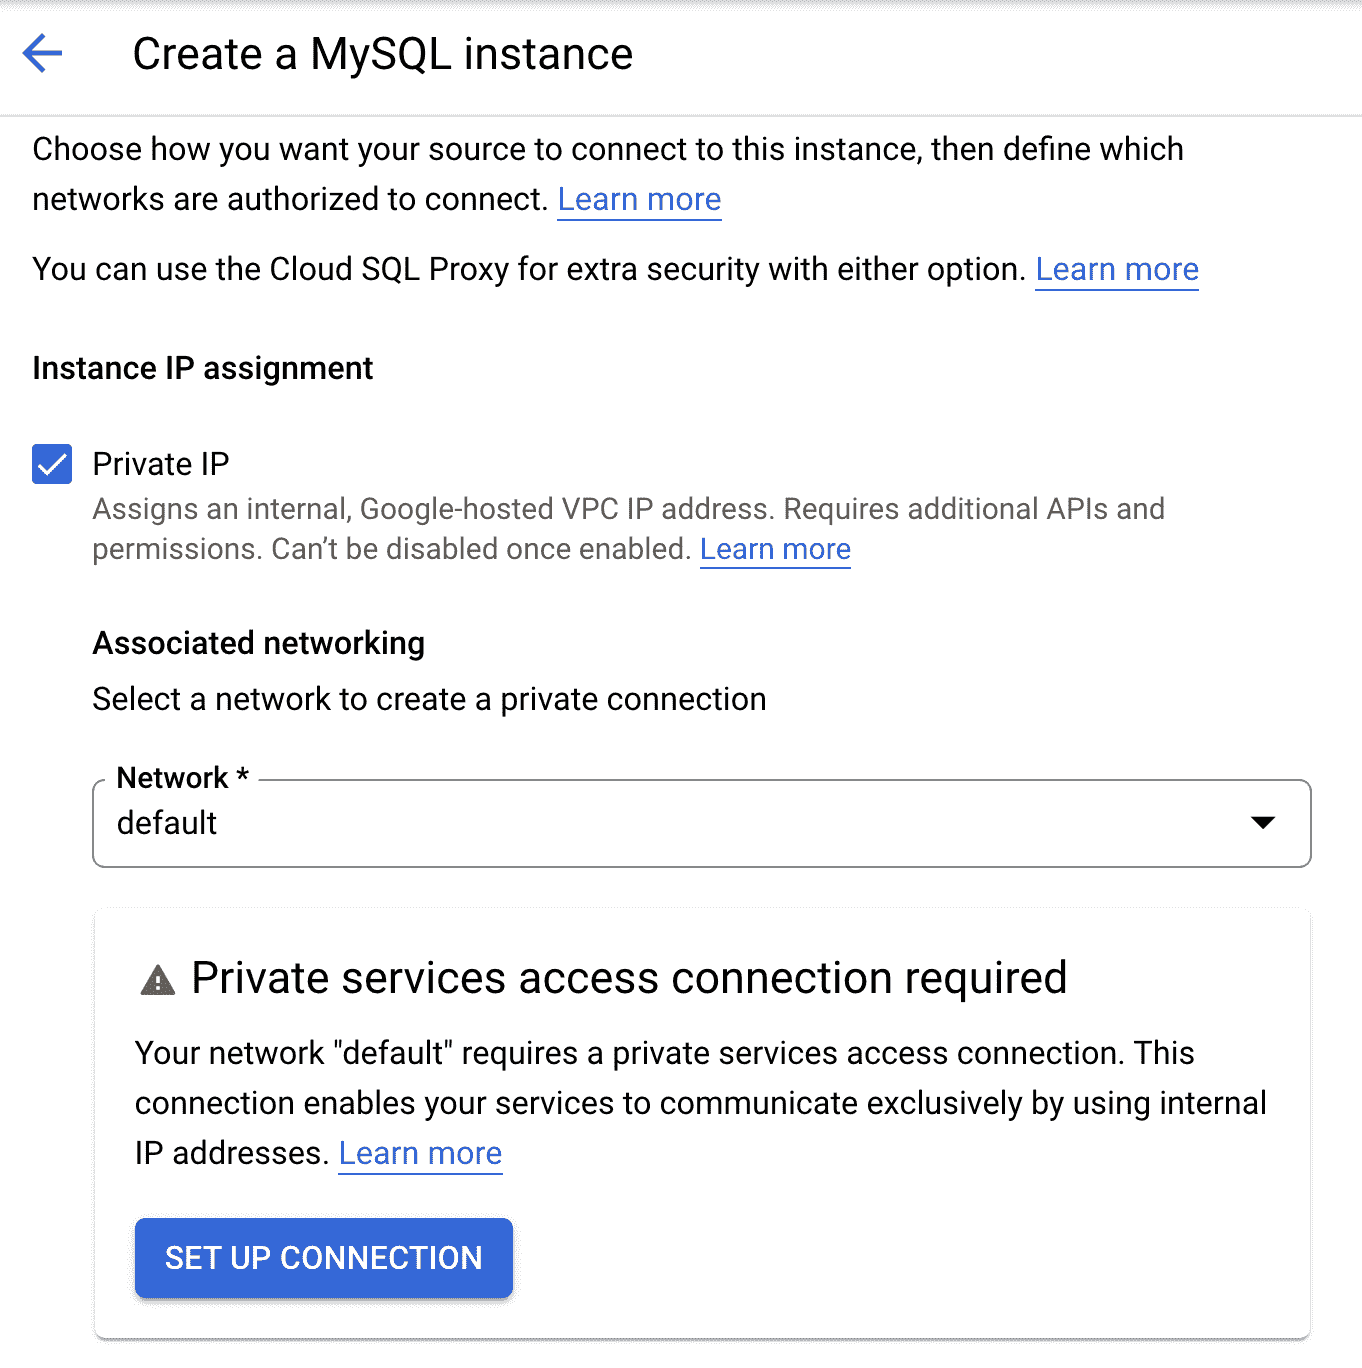 Create a MySQL instance
Choose how you want your source to connect to this instance, then define which
networks are authorized to connect. Learn more
You can use the Cloud SQL Proxy for extra security with either option. Learn more
Instance IP assignment
Private IP
Assigns an internal, Google-hosted VPC IP address. Requires additional APIs and
permissions. Can’t be disabled once enabled. Learn more
Associated networking
Select a network to create a private connection
Network *
default
Private services access connection required
Your network "default" requires a private services access connection. This
connection enables your services to communicate exclusively by using internal
IP addresses. Learn more
SET UP CONNECTION